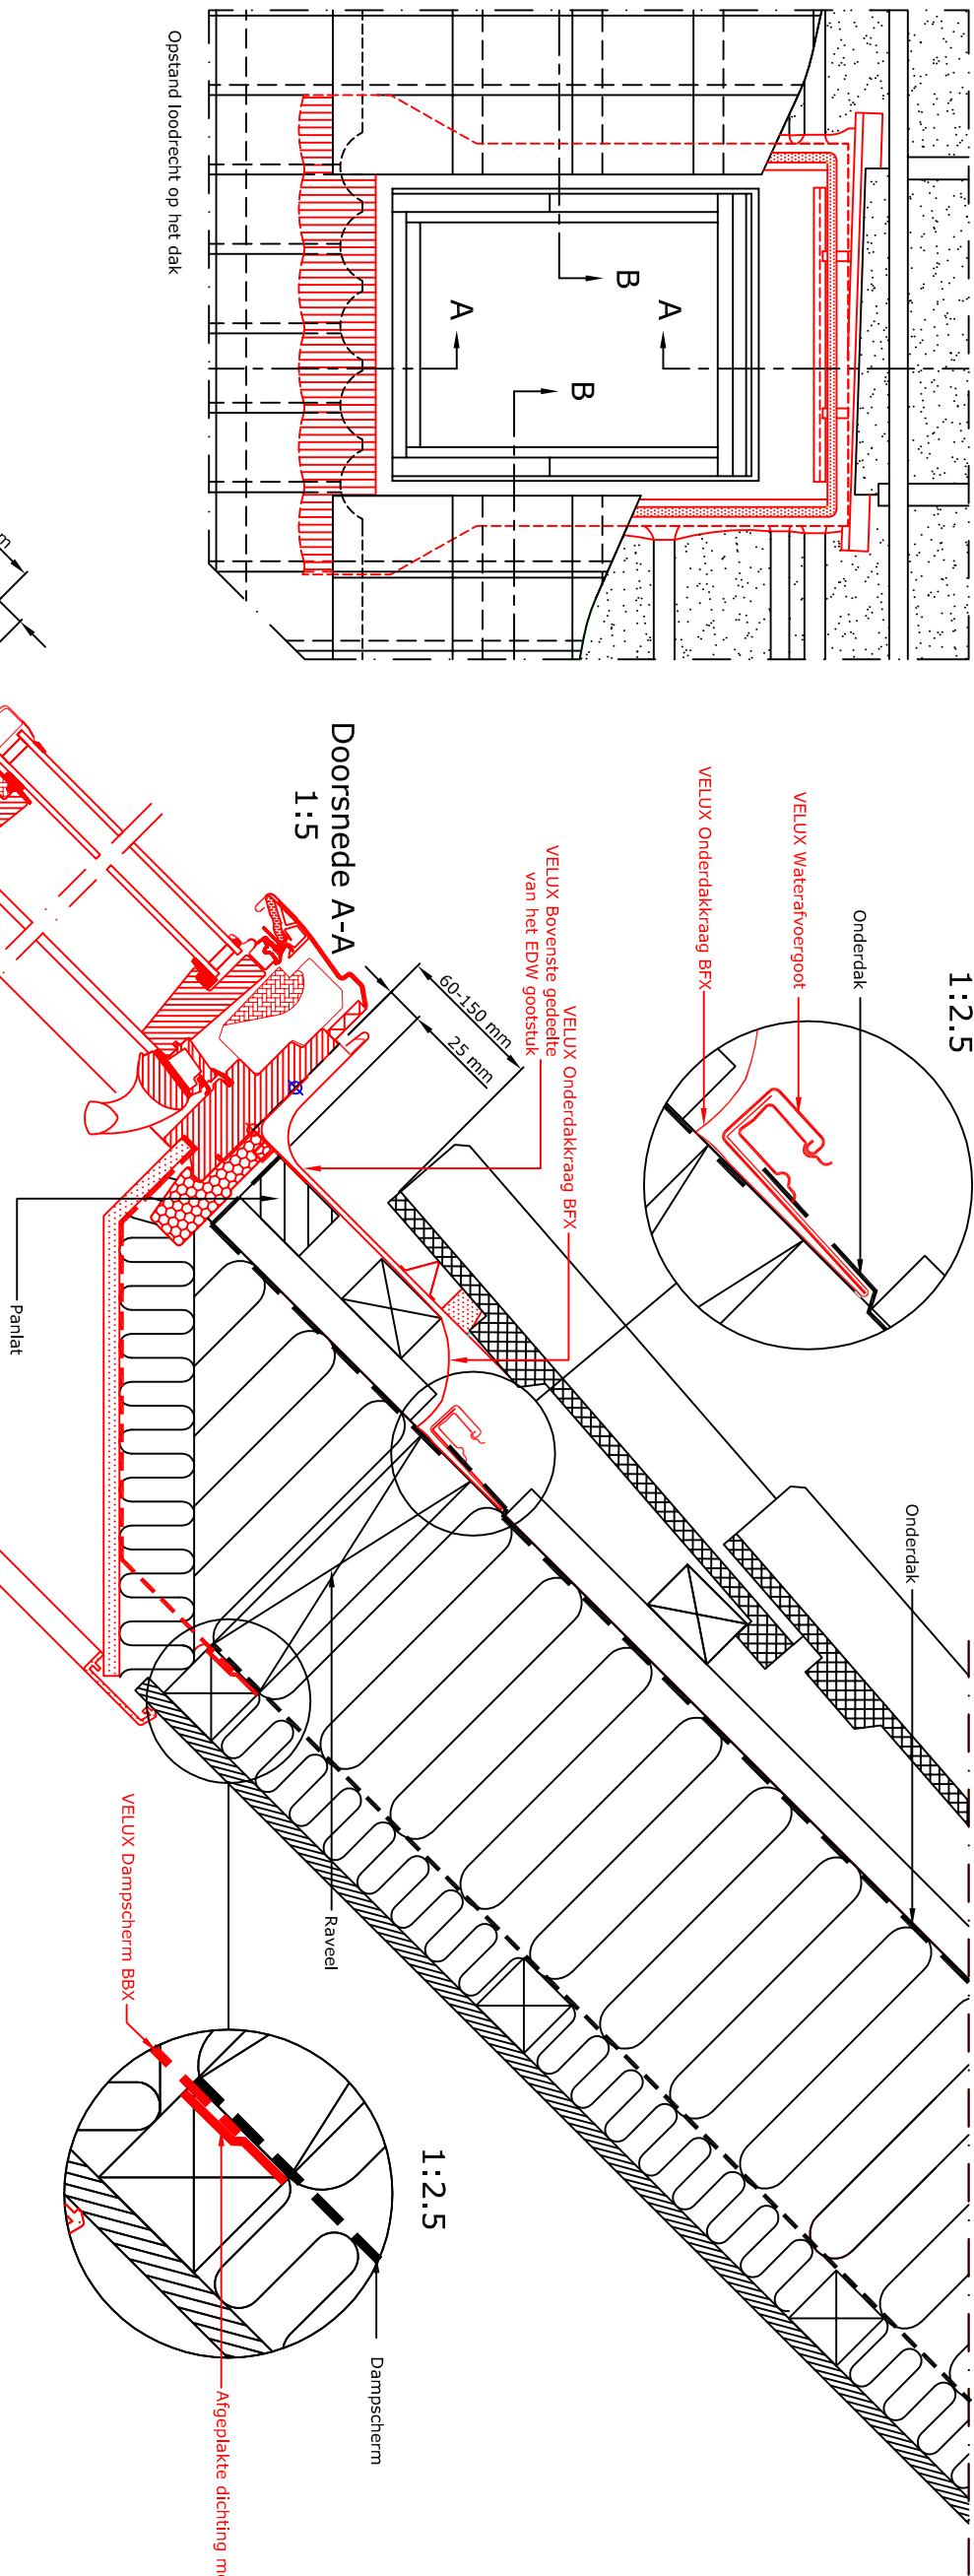 1:2.5
Onderdak
VELUX Waterafvoergoot
VELUX Onderdakkraag BFX
Onderdak
B
A
A
B
60-150 mm
25 mm
VELUX Onderdakkraag BFX
VELUX Bovenste gedeelte
van het EDW gootstuk
Doorsnede A-A
1:5
Opstand loodrecht op het dak
Panlat
Raveel
VELUX Dampscherm BBX
1:2.5
Dampscherm
Afgeplakte dichting